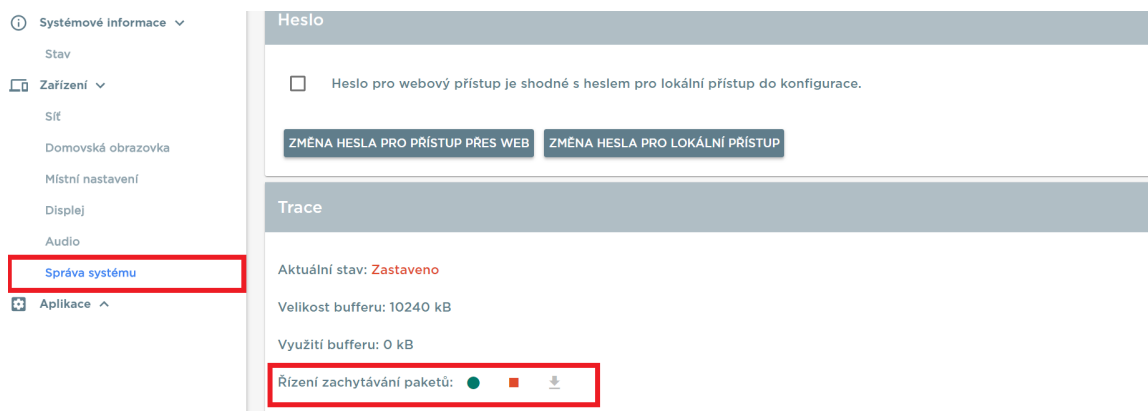 Systémové informace
Stav
Zařízení
Síť
Domovská obrazovka
Místní nastavení
Displej
Audio
Správa systému
Aplikace
Heslo
Heslo pro webový přístup je shodné s heslem pro lokální přístup do konfigurace.
ZMĚNA HESLA PRO PŘÍSTUP PŘES WEB ZMĚNA HESLA PRO LOKÁLNÍ PŘÍSTUP
Trace
Aktuální stav: Zastaveno
Velikost bufferu: 10240 kB
Využití bufferu: 0 kB
Řízení zachytávání paketů: